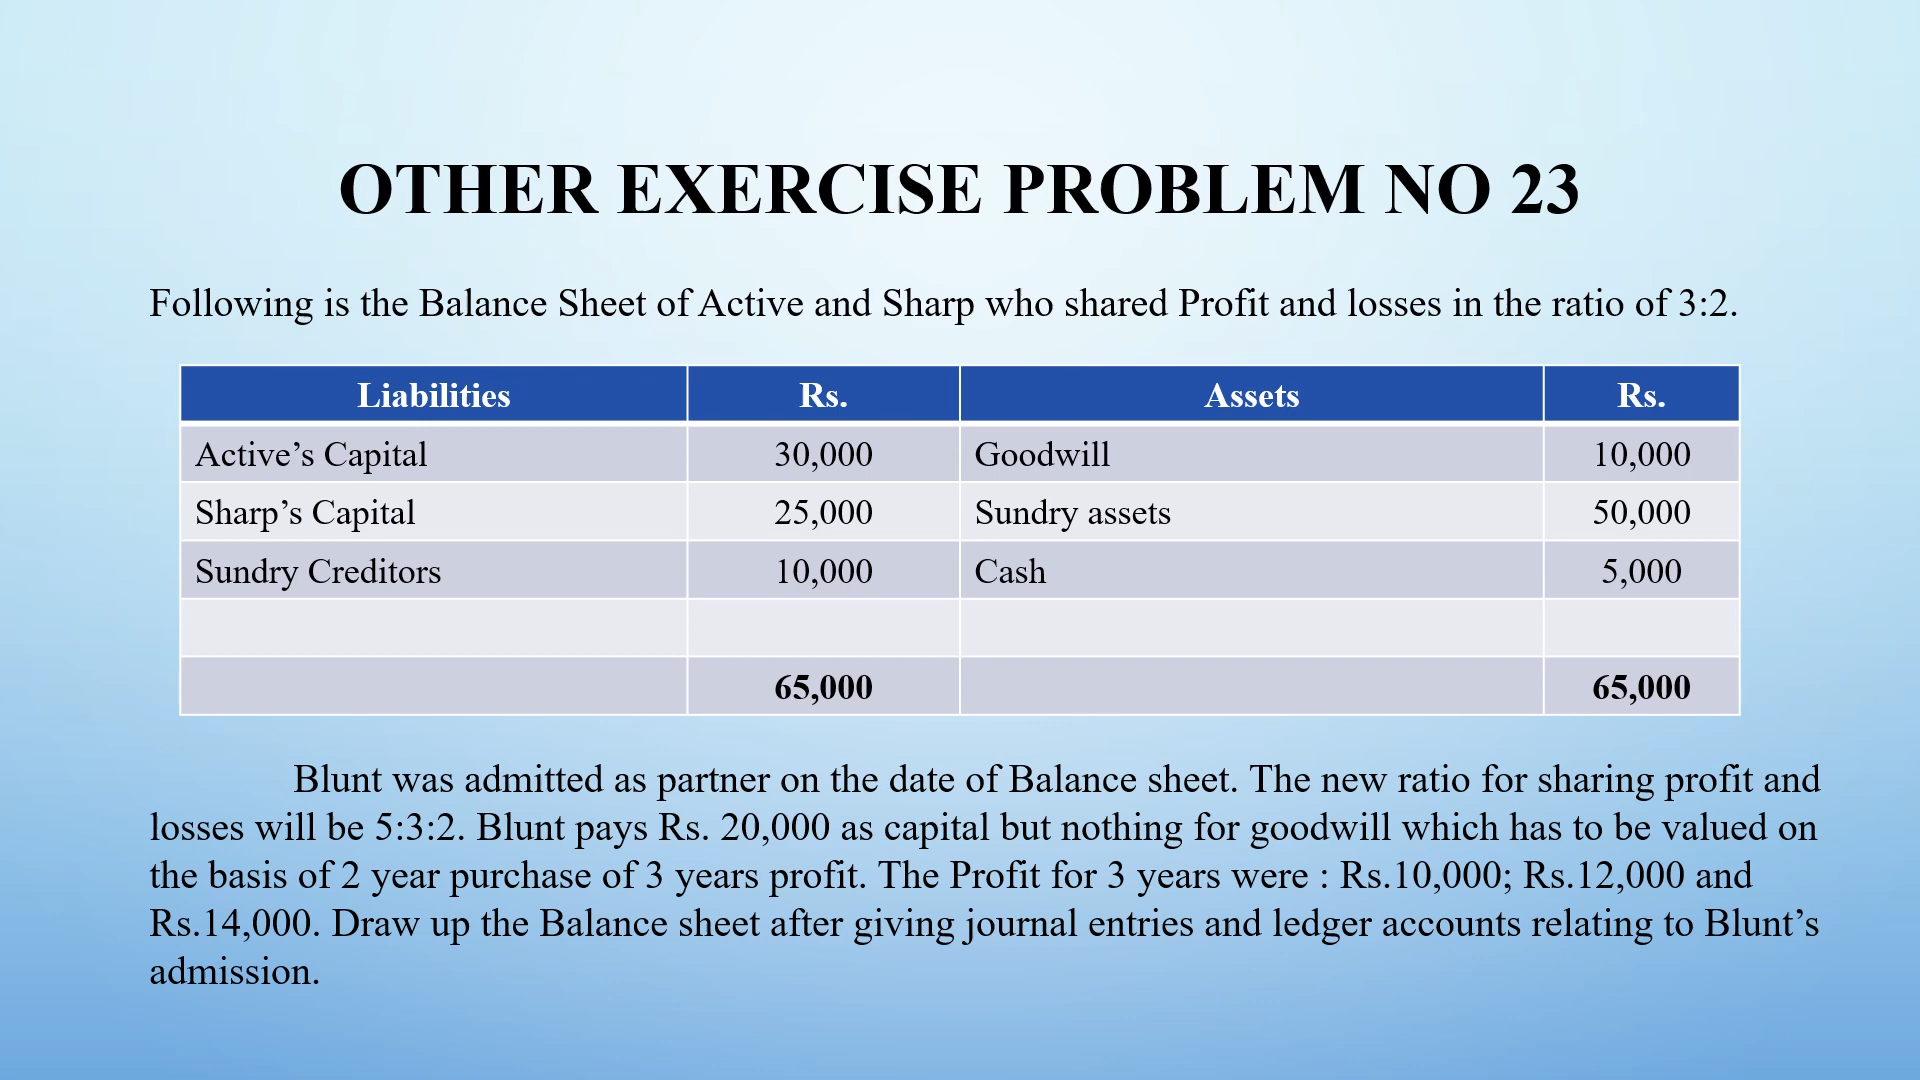 OTHER EXERCISE PROBLEM NO 23
Following is the Balance Sheet of Active and Sharp who shared Profit and losses in the ratio of 3:2.
Liabilities Rs. Assets Rs.
Active’s Capital 30,000 Goodwill 10,000
Sharp’s Capital 25,000 Sundry assets 50,000
Sundry Creditors 10,000 Cash 5,000
65,000 65,000
Blunt was admitted as partner on the date of Balance sheet. The new ratio for sharing profit and
losses will be 5:3:2. Blunt pays Rs. 20,000 as capital but nothing for goodwill which has to be valued on
the basis of 2 year purchase of 3 years profit. The Profit for 3 years were : Rs.10,000; Rs.12,000 and
Rs.14,000. Draw up the Balance sheet after giving journal entries and ledger accounts relating to Blunt’s
admission.